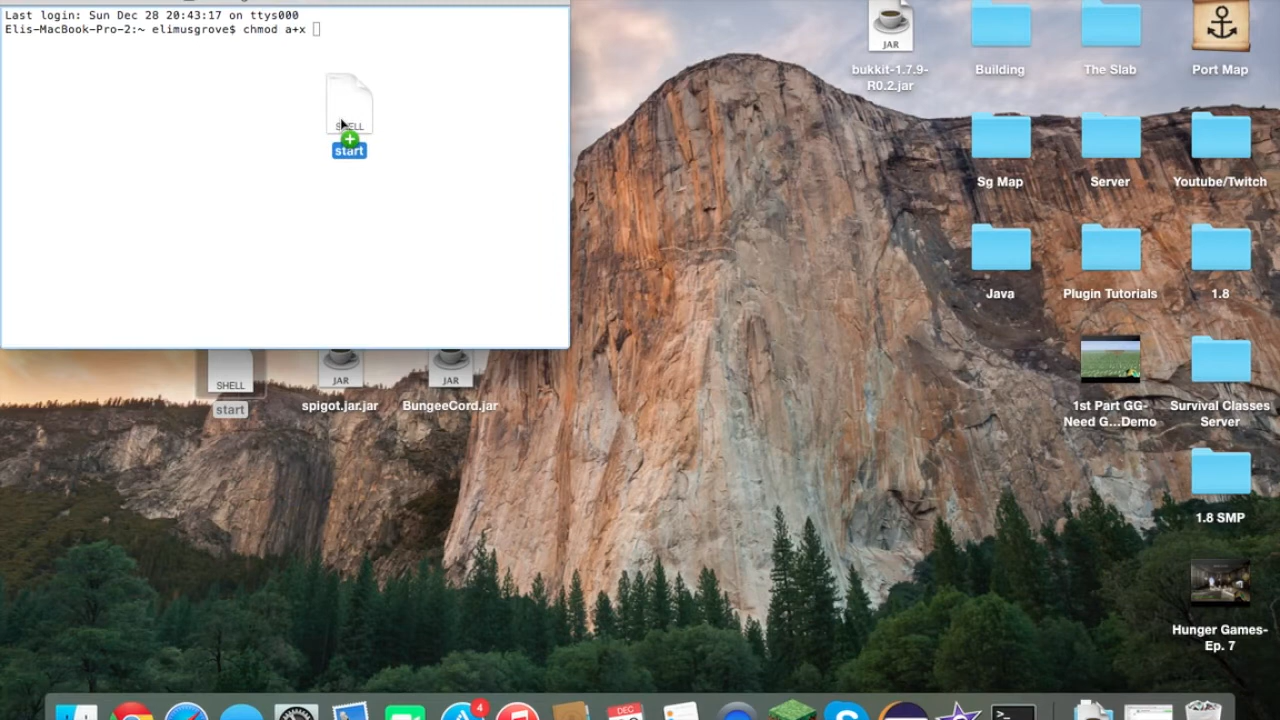 Last login: Sun Dec 28 20:43:17 on ttys000
Elis-MacBook-Pro-2:~ elimusgrove$ chmod a+x
SHELL
start
JAR
bukkit-1.7.9-
R0.2.jar
Building
The Slab
Port Map
Sg Map
Server
Youtube/Twitch
Java
Plugin Tutorials
1.8
SHELL
start
JAR
spigot.jar.jar
JAR
BungeeCord.jar
1st Part GG-
Need G...Demo
Survival Classes
Server
1.8 SMP
Hunger Games-
Ep. 7
4
DEC
>_